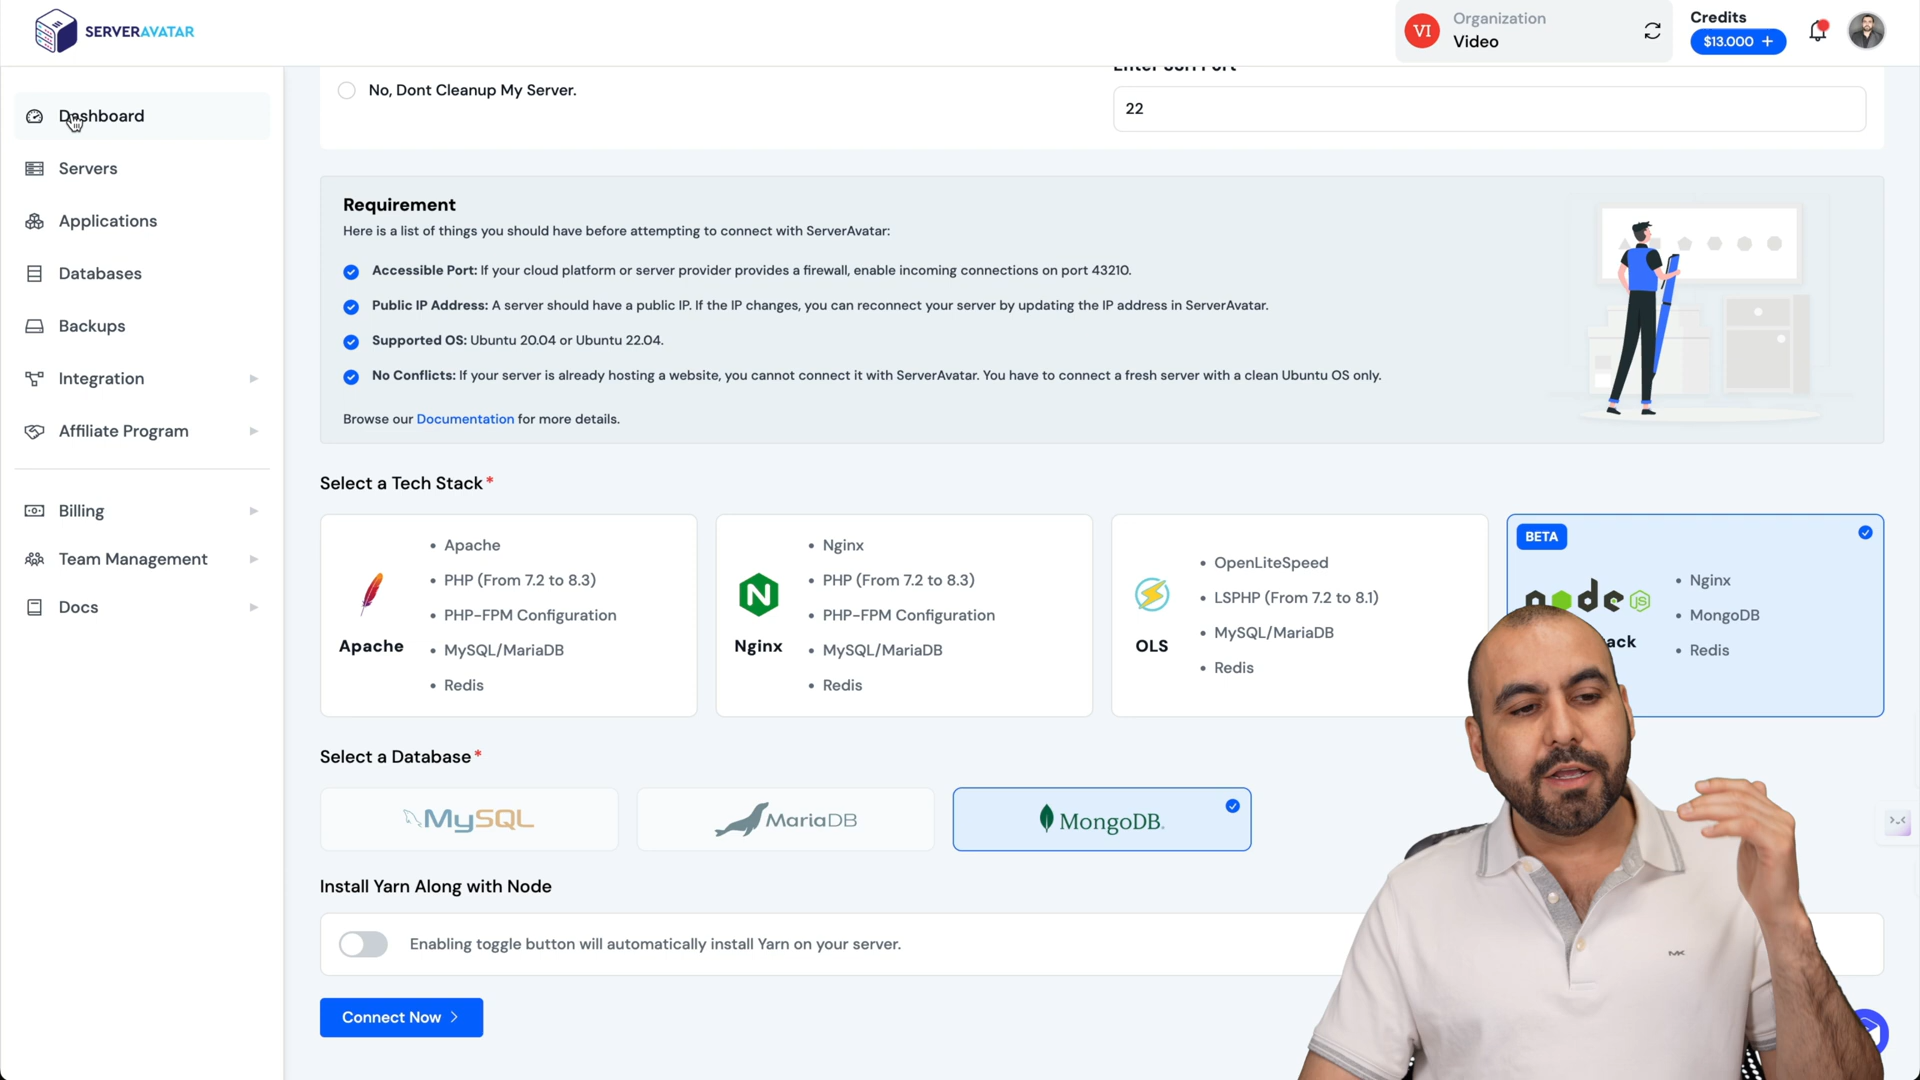 SERVERAVATAR
VI
Organization
Video
Credits
$13.000 +
Dashboard
Servers
Applications
Databases
Backups
Integration
Affiliate Program
Billing
Team Management
Docs
No, Dont Cleanup My Server.
Enter SSH Port
22
Requirement
Here is a list of things you should have before attempting to connect with ServerAvatar:
Accessible Port: If your cloud platform or server provider provides a firewall, enable incoming connections on port 43210.
Public IP Address: A server should have a public IP. If the IP changes, you can reconnect your server by updating the IP address in ServerAvatar.
Supported OS: Ubuntu 20.04 or Ubuntu 22.04.
No Conflicts: If your server is already hosting a website, you cannot connect it with ServerAvatar. You have to connect a fresh server with a clean Ubuntu OS only.
Browse our Documentation for more details.
Select a Tech Stack*
Apache
• Apache
• PHP (From 7.2 to 8.3)
• PHP-FPM Configuration
• MySQL/MariaDB
• Redis
N
Nginx
• Nginx
• PHP (From 7.2 to 8.3)
• PHP-FPM Configuration
• MySQL/MariaDB
• Redis
OLS
• OpenLiteSpeed
• LSPHP (From 7.2 to 8.1)
• MySQL/MariaDB
• Redis
BETA
node JS
ack
• Nginx
• MongoDB
• Redis
Select a Database*
MySQL
MariaDB
MongoDB.
Install Yarn Along with Node
Enabling toggle button will automatically install Yarn on your server.
Connect Now >
MK